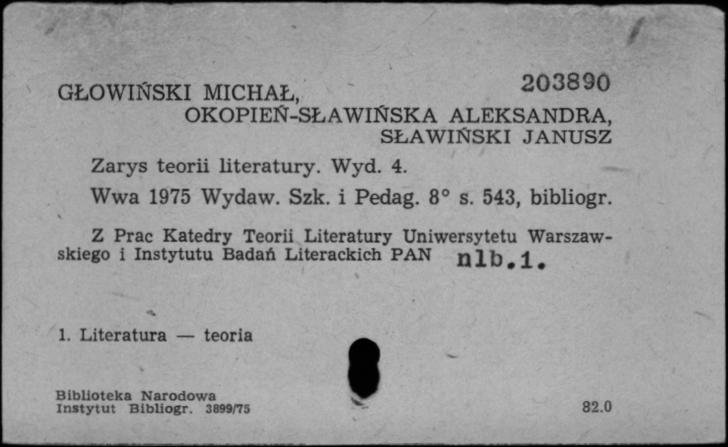 203890
GŁOWIŃSKI MICHAŁ,
OKOPIEŃ-SŁAWIŃSKA ALEKSANDRA,
SŁAWIŃSKI JANUSZ
Zarys teorii literatury. Wyd. 4.
Wwa 1975 Wydaw. Szk. i Pedag. 8° s. 543, bibliogr.
Z Prac Katedry Teorii Literatury Uniwersytetu Warszaw-
skiego i Instytutu Badań Literackich PAN nlb.1.
1. Literatura — teoria
Biblioteka Narodowa
Instytut Bibliogr. 3899/75 82.0